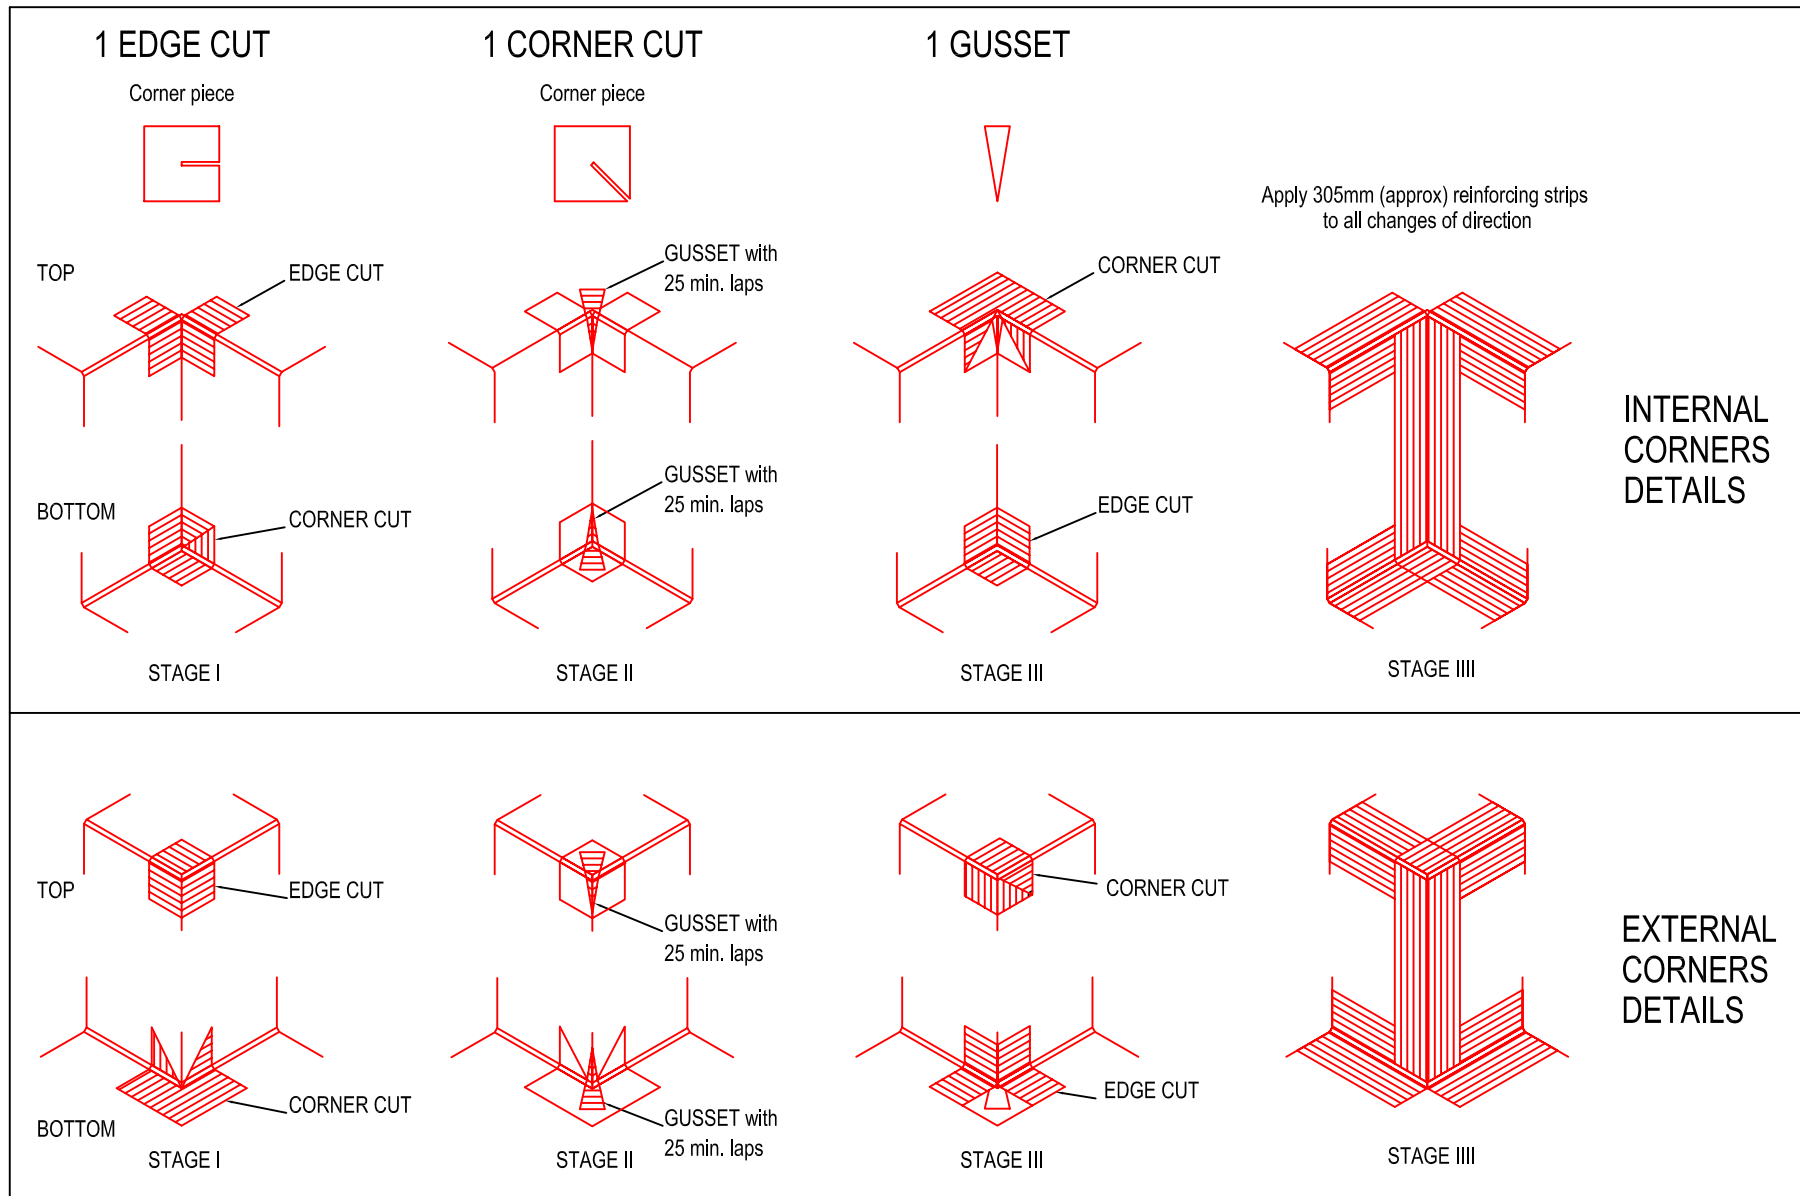 1 EDGE CUT
1 CORNER CUT
1 GUSSET
Corner piece
Corner piece
Apply 305mm (approx) reinforcing strips
to all changes of direction
TOP
EDGE CUT
GUSSET with
25 min. laps
CORNER CUT
INTERNAL
CORNERS
DETAILS
BOTTOM
CORNER CUT
GUSSET with
25 min. laps
EDGE CUT
STAGE I
STAGE II
STAGE III
STAGE IIII
TOP
EDGE CUT
GUSSET with
25 min. laps
CORNER CUT
EXTERNAL
CORNERS
DETAILS
BOTTOM
CORNER CUT
GUSSET with
25 min. laps
EDGE CUT
STAGE I
STAGE II
STAGE III
STAGE IIII